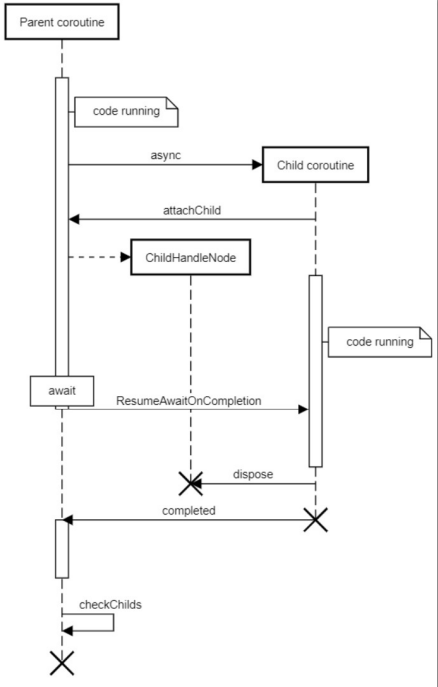 Parent coroutine
code running
async
Child coroutine
attachChild
ChildHandleNode
code running
await
ResumeAwaitOnCompletion
dispose
completed
checkChilds